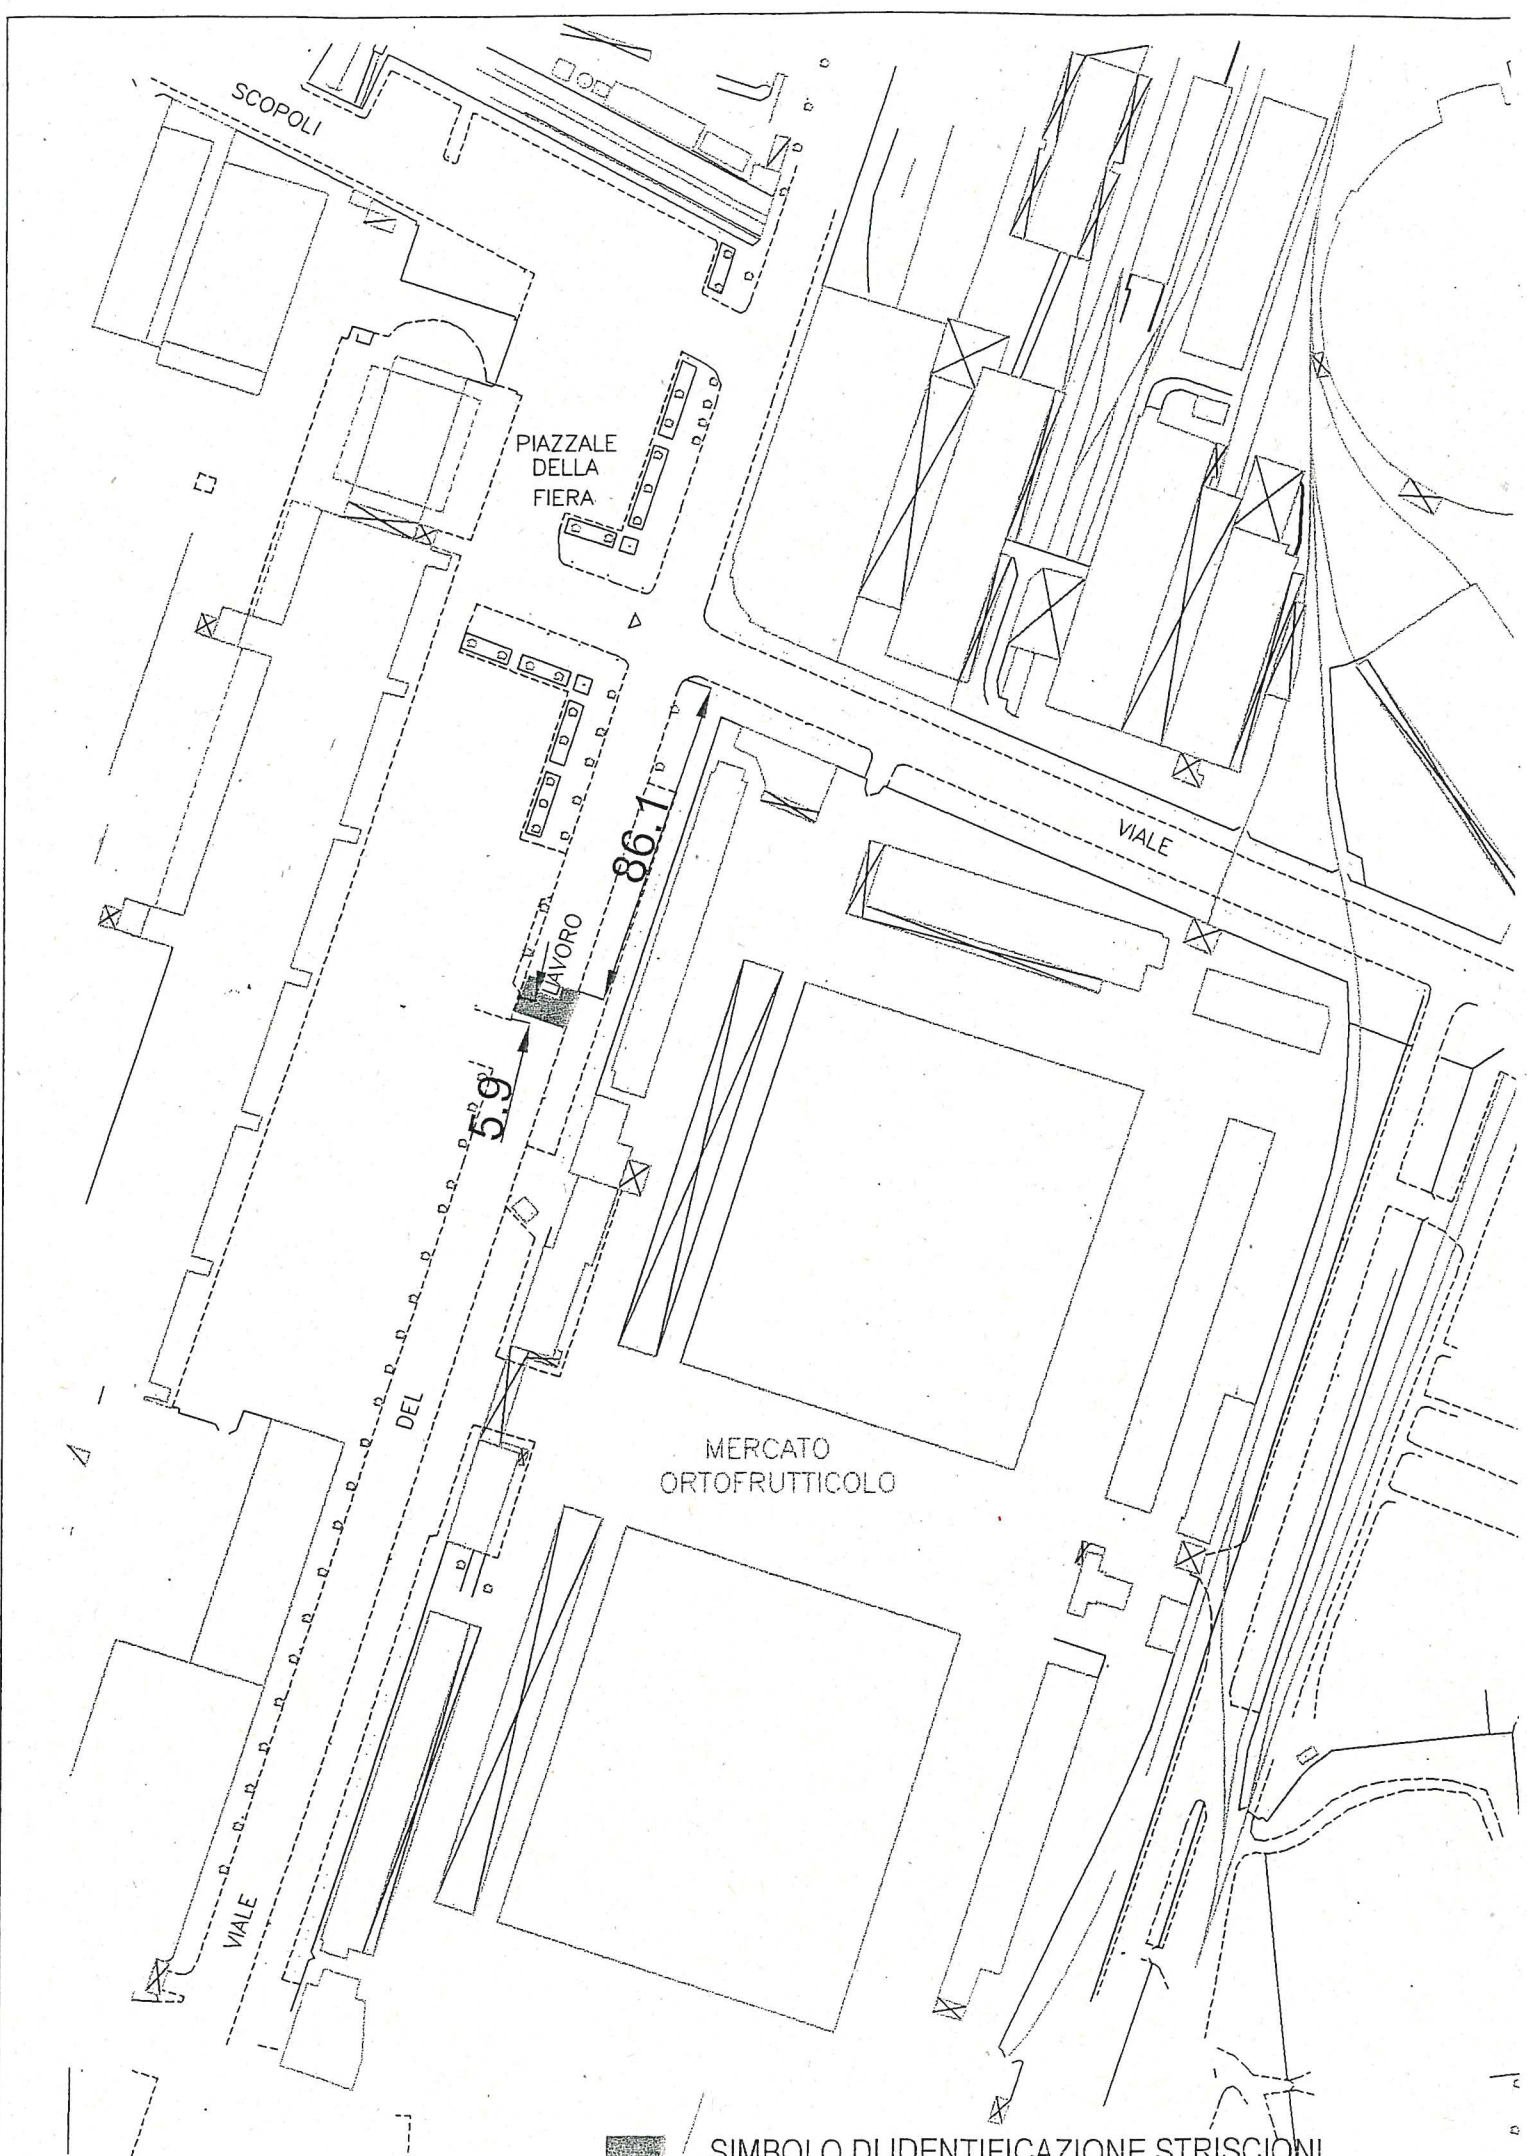 SCOPOLI
PIAZZALE
DELLA
FIERA
86.1
VIALE
LAVORO
5.9
DEL
MERCATO
ORTOFRUTTICOLO
VIALE
SIMBOLO DI IDENTIFICAZIONE STRISCIONI